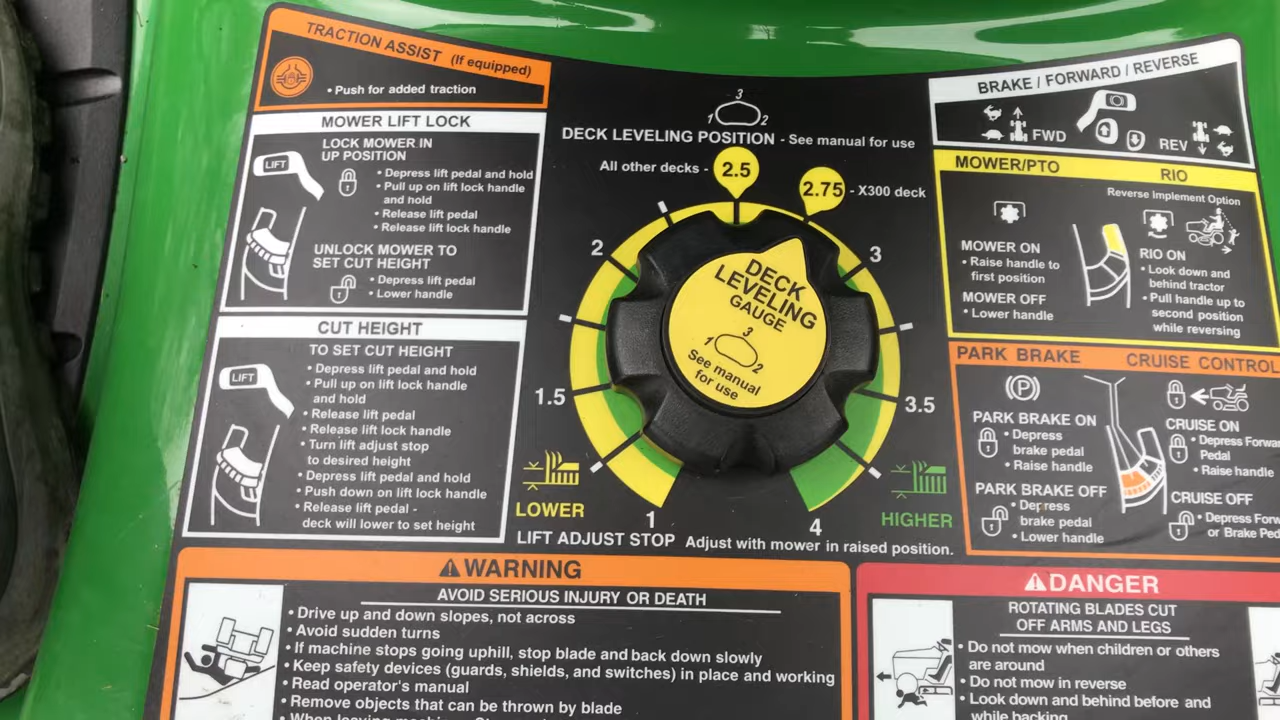 TRACTION ASSIST (If equipped)
• Push for added traction
MOWER LIFT LOCK
LIFT
LOCK MOWER IN
UP POSITION
• Depress lift pedal and hold
• Pull up on lift lock handle
and hold
• Release lift pedal
• Release lift lock handle
UNLOCK MOWER TO
SET CUT HEIGHT
• Depress lift pedal
• Lower handle
CUT HEIGHT
TO SET CUT HEIGHT
LIFT
• Depress lift pedal and hold
• Pull up on lift lock handle
and hold
• Release lift pedal
• Release lift lock handle
• Turn lift adjust stop
to desired height
• Depress lift pedal and hold
• Push down on lift lock handle
• Release lift pedal -
deck will lower to set height
3
1 2
DECK LEVELING POSITION - See manual for use
All other decks - 2.5
2.75 - X300 deck
2
3
1.5
3.5
1
4
DECK
LEVELING
GAUGE
3
1 2
See manual
for use
LOWER
HIGHER
LIFT ADJUST STOP Adjust with mower in raised position.
BRAKE / FORWARD / REVERSE
FWD
REV
MOWER/PTO
RIO
Reverse Implement Option
MOWER ON
• Raise handle to
first position
MOWER OFF
• Lower handle
RIO ON
• Look down and
behind tractor
• Pull handle up to
second position
while reversing
PARK BRAKE
CRUISE CONTROL
P
PARK BRAKE ON
• Depress
brake pedal
• Raise handle
PARK BRAKE OFF
• Depress
brake pedal
• Lower handle
CRUISE ON
• Depress Forwa
Pedal
• Raise handle
CRUISE OFF
• Depress Forw
or Brake Ped
WARNING
AVOID SERIOUS INJURY OR DEATH
• Drive up and down slopes, not across
• Avoid sudden turns
• If machine stops going uphill, stop blade and back down slowly
• Keep safety devices (guards, shields, and switches) in place and working
• Read operator's manual
• Remove objects that can be thrown by blade
• When leaving
DANGER
ROTATING BLADES CUT
OFF ARMS AND LEGS
• Do not mow when children or others
are around
• Do not mow in reverse
• Look down and behind before and
while backing